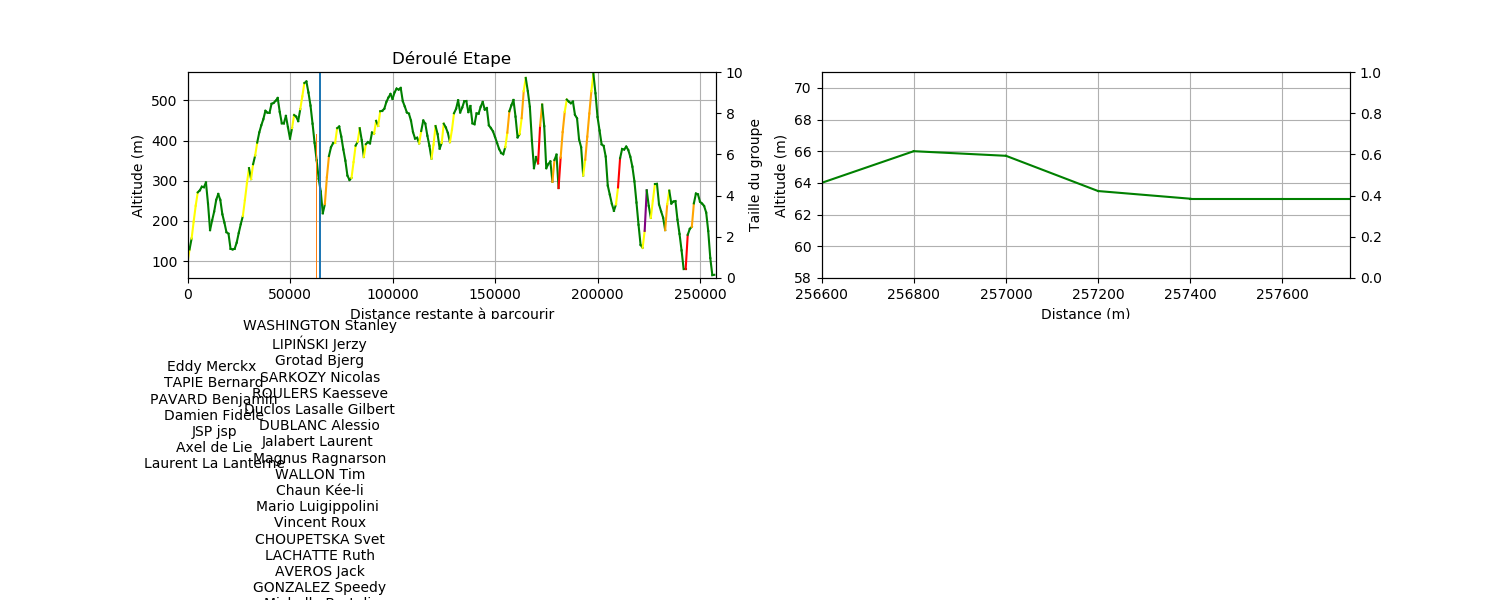 Déroulé Etape
500
400
300
200
100
Altitude (m)
10
8
6
4
2
0
Taille du groupe
0 50000 100000 150000 200000 250000
Distance restante à parcourir
70
68
66
64
62
60
58
Altitude (m)
1.0
0.8
0.6
0.4
0.2
0.0
256600 256800 257000 257200 257400 257600
Distance (m)
Eddy Merckx
TAPIE Bernard
PAVARD Benjamin
Damien Fidèle
JSP jsp
Axel de Lie
Laurent La Lanterne
WASHINGTON Stanley
LIPIŃSKI Jerzy
Grotad Bjerg
SARKOZY Nicolas
ROULERS Kaesseve
Duclos Lasalle Gilbert
DUBLANC Alessio
Jalabert Laurent
Magnus Ragnarson
WALLON Tim
Chaun Kée-li
Mario Luigippolini
Vincent Roux
CHOUPETSKA Svet
LACHATTE Ruth
AVEROS Jack
GONZALEZ Speedy